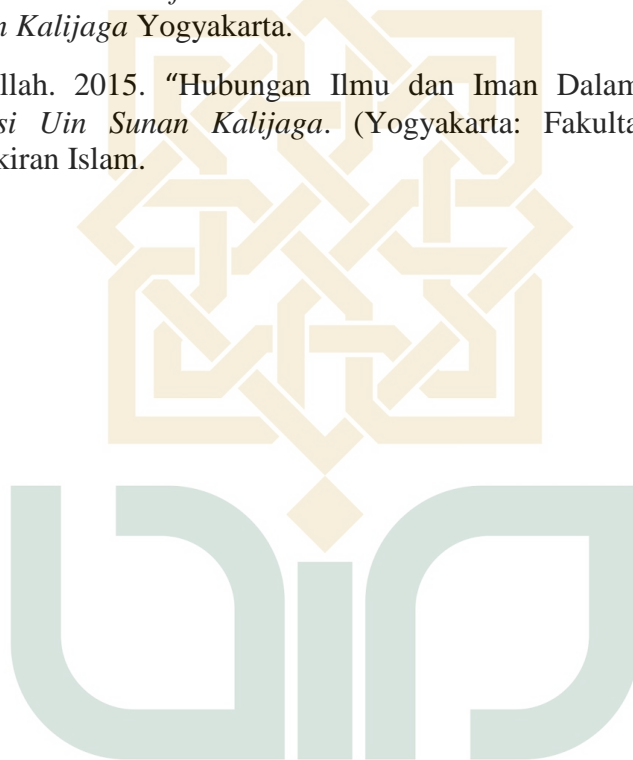 n Kalijaga Yogyakarta.
llah. 2015. “Hubungan Ilmu dan Iman Dalam
si Uin Sunan Kalijaga. (Yogyakarta: Fakulta
kiran Islam.